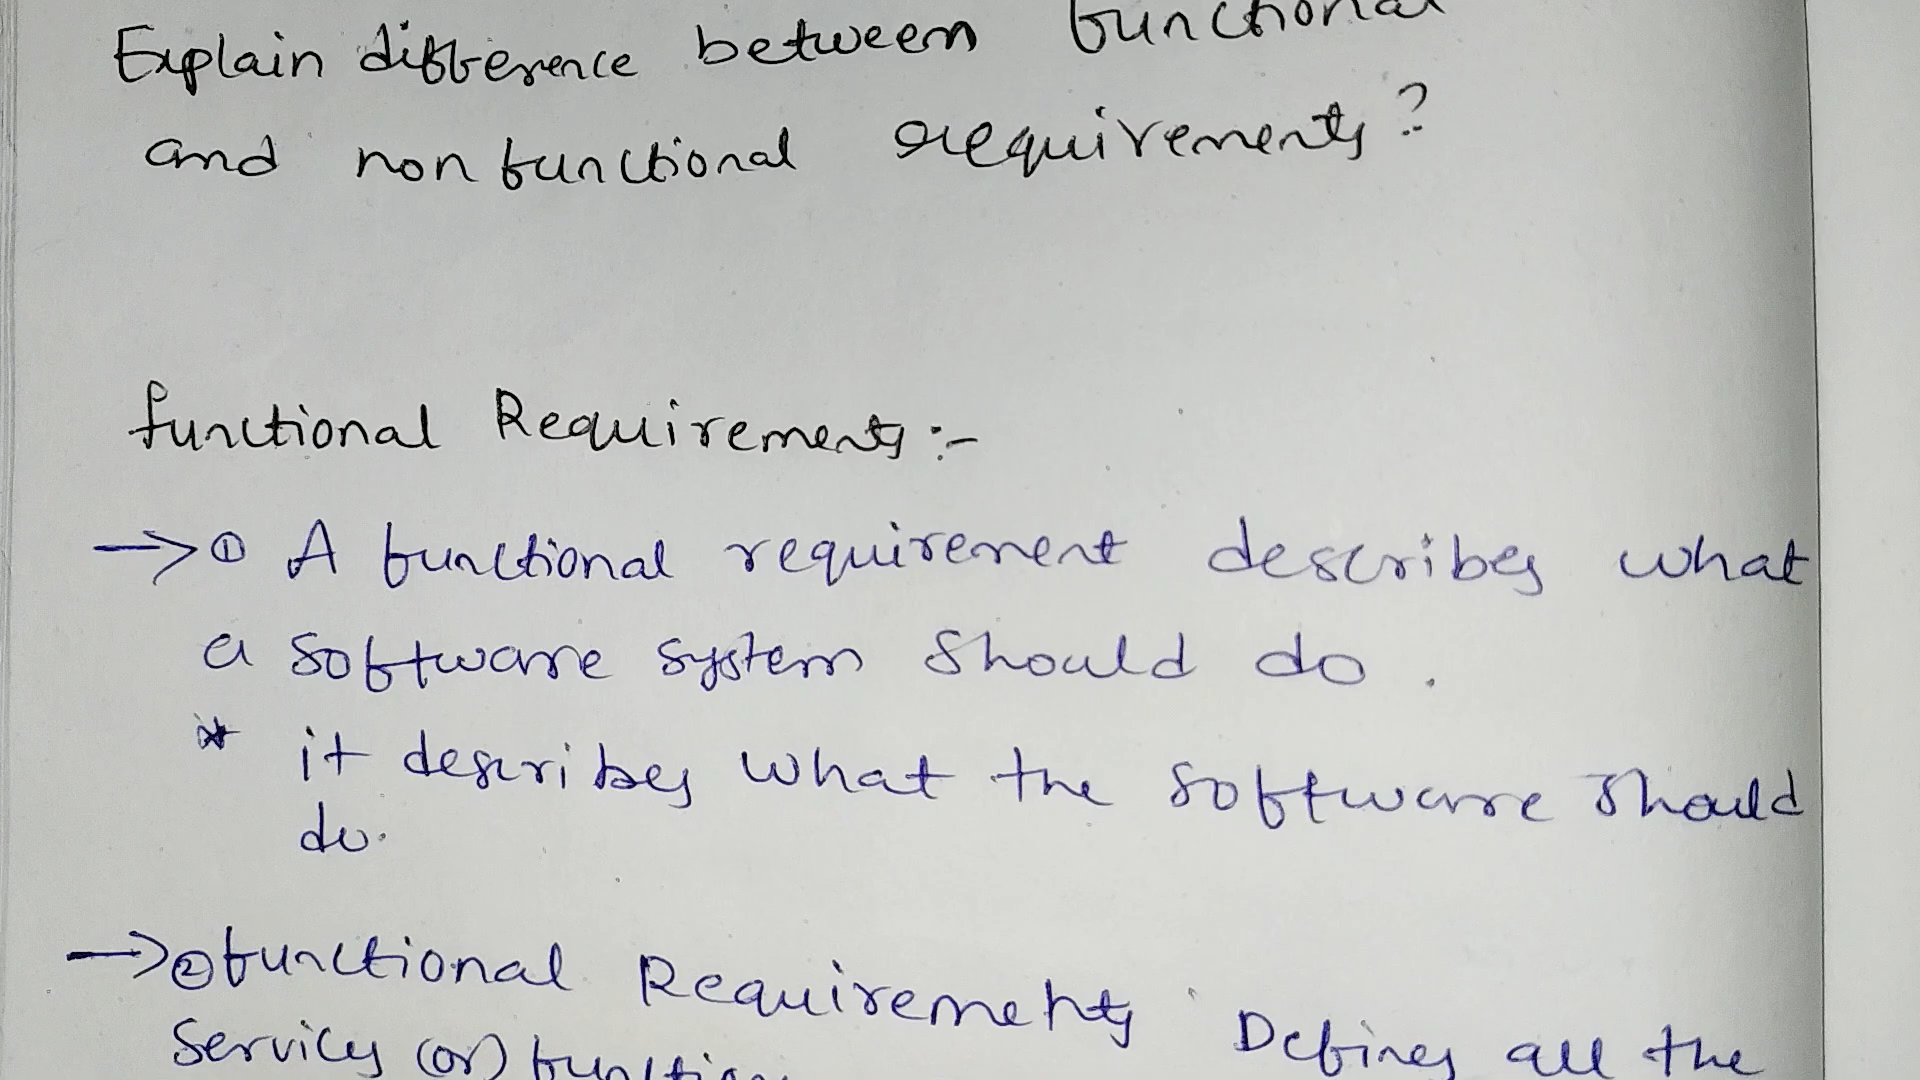 Explain difference between functional
and non functional requirements?
functional Requirements :-
→① A functional requirement describes what
a software system should do.
* it describes what the software should
do.
→② functional Requirements Defines all the
Services (or) function